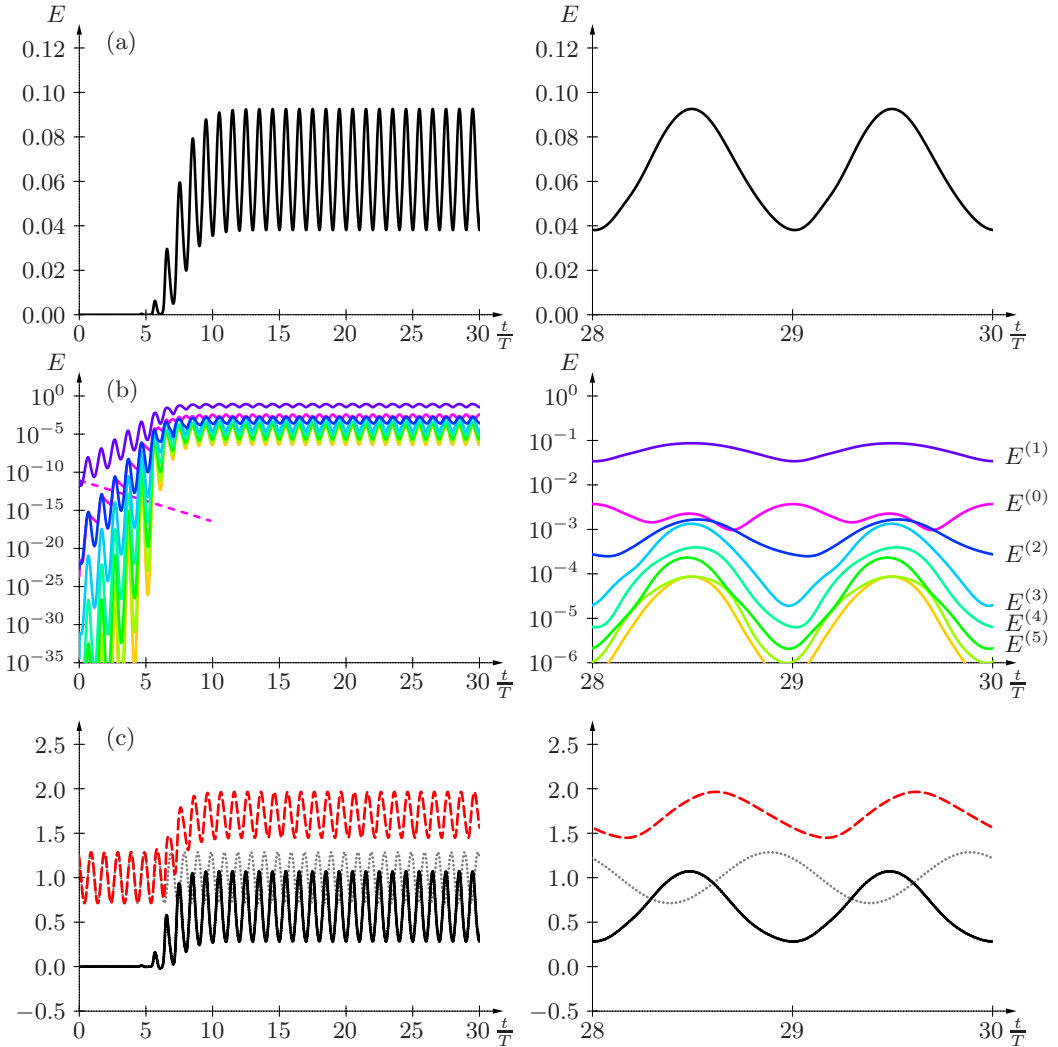 E (a) E
0.12 0.12
0.10 0.10
0.08 0.08
0.06 0.06
0.04 0.04
0.02 0.02
0.00 0.00
0 5 10 15 20 25 30 t/T 28 29 30 t/T
E (b) E
10^0 10^0
10^{-5} 10^{-1} E^{(1)}
10^{-10} 10^{-2} E^{(0)}
10^{-15} 10^{-3} E^{(2)}
10^{-20} 10^{-4} E^{(3)}
10^{-25} 10^{-5} E^{(4)}
10^{-30} E^{(5)}
10^{-35} 10^{-6}
0 5 10 15 20 25 30 t/T 28 29 30 t/T
(c)
2.5 2.5
2.0 2.0
1.5 1.5
1.0 1.0
0.5 0.5
0.0 0.0
−0.5 −0.5
0 5 10 15 20 25 30 t/T 28 29 30 t/T